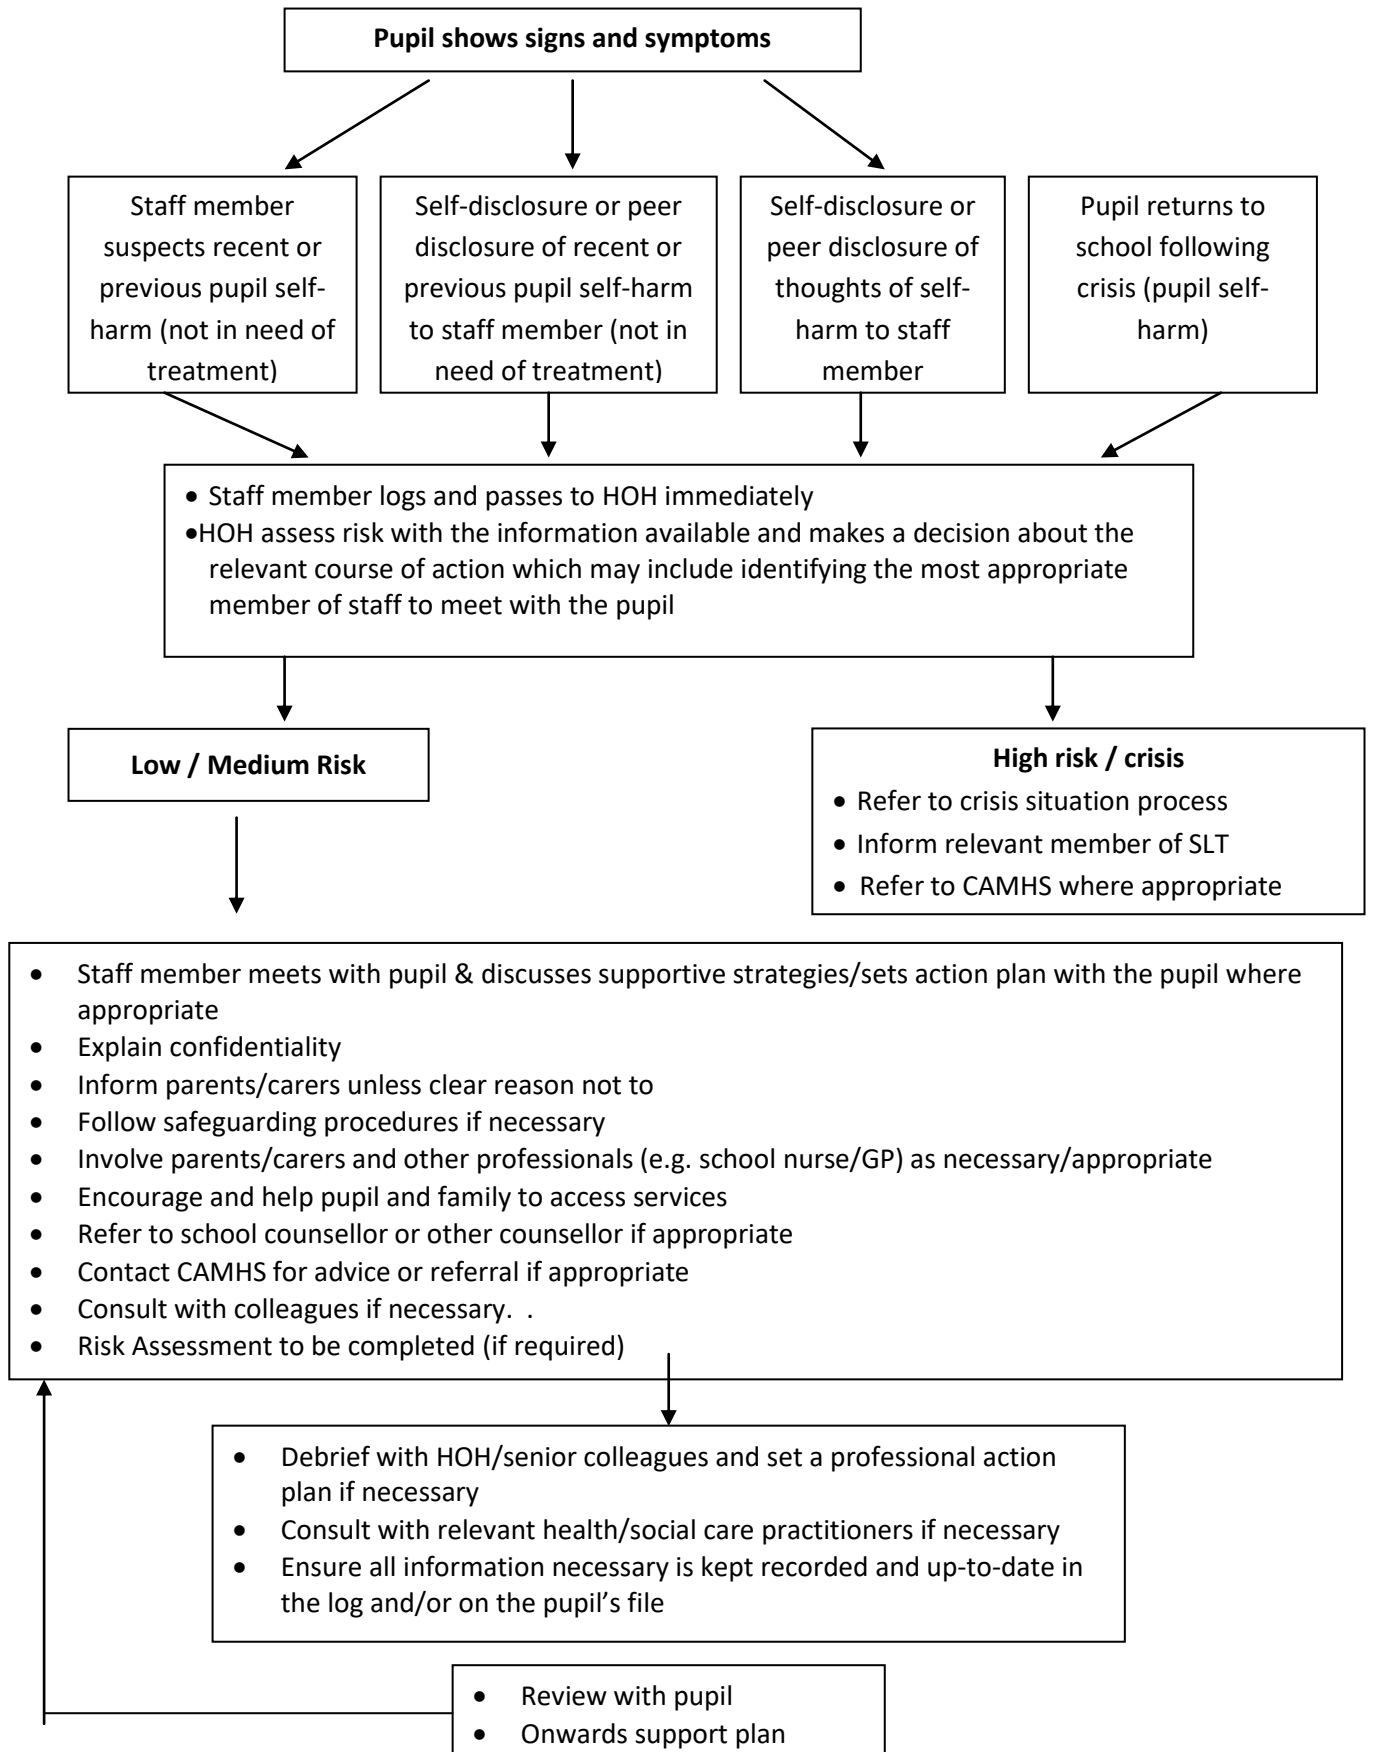 Pupil shows signs and symptoms
Staff member
suspects recent or
previous pupil self-
harm (not in need of
treatment)
Self-disclosure or peer
disclosure of recent or
previous pupil self-harm
to staff member (not in
need of treatment)
Self-disclosure or
peer disclosure of
thoughts of self-
harm to staff
member
Pupil returns to
school following
crisis (pupil self-
harm)
• Staff member logs and passes to HOH immediately
•HOH assess risk with the information available and makes a decision about the
relevant course of action which may include identifying the most appropriate
member of staff to meet with the pupil
Low / Medium Risk
High risk / crisis
• Refer to crisis situation process
• Inform relevant member of SLT
• Refer to CAMHS where appropriate
• Staff member meets with pupil & discusses supportive strategies/sets action plan with the pupil where
appropriate
• Explain confidentiality
• Inform parents/carers unless clear reason not to
• Follow safeguarding procedures if necessary
• Involve parents/carers and other professionals (e.g. school nurse/GP) as necessary/appropriate
• Encourage and help pupil and family to access services
• Refer to school counsellor or other counsellor if appropriate
• Contact CAMHS for advice or referral if appropriate
• Consult with colleagues if necessary. .
• Risk Assessment to be completed (if required)
• Debrief with HOH/senior colleagues and set a professional action
plan if necessary
• Consult with relevant health/social care practitioners if necessary
• Ensure all information necessary is kept recorded and up-to-date in
the log and/or on the pupil’s file
• Review with pupil
• Onwards support plan